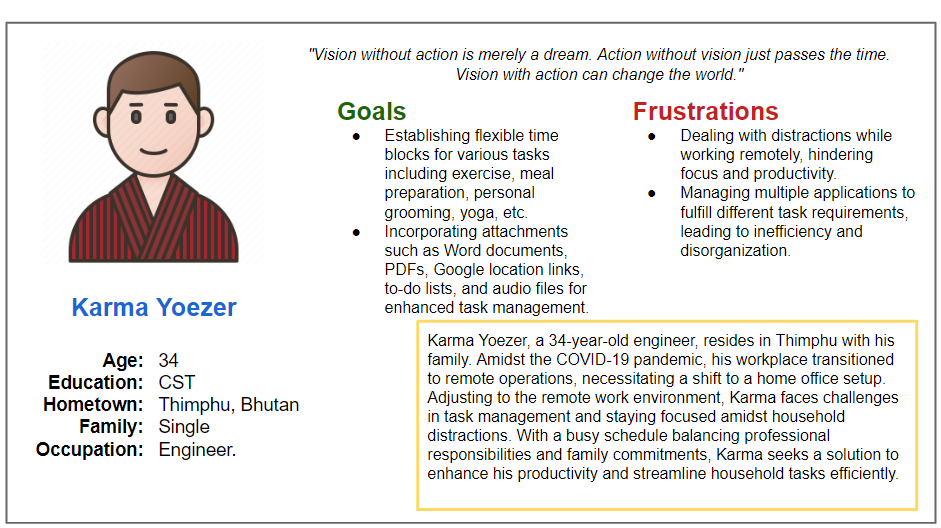 "Vision without action is merely a dream. Action without vision just passes the time.
Vision with action can change the world."
Goals
● Establishing flexible time
blocks for various tasks
including exercise, meal
preparation, personal
grooming, yoga, etc.
● Incorporating attachments
such as Word documents,
PDFs, Google location links,
to-do lists, and audio files for
enhanced task management.
Frustrations
● Dealing with distractions while
working remotely, hindering
focus and productivity.
● Managing multiple applications to
fulfill different task requirements,
leading to inefficiency and
disorganization.
Karma Yoezer
Age: 34
Education: CST
Hometown: Thimphu, Bhutan
Family: Single
Occupation: Engineer.
Karma Yoezer, a 34-year-old engineer, resides in Thimphu with his
family. Amidst the COVID-19 pandemic, his workplace transitioned
to remote operations, necessitating a shift to a home office setup.
Adjusting to the remote work environment, Karma faces challenges
in task management and staying focused amidst household
distractions. With a busy schedule balancing professional
responsibilities and family commitments, Karma seeks a solution to
enhance his productivity and streamline household tasks efficiently.